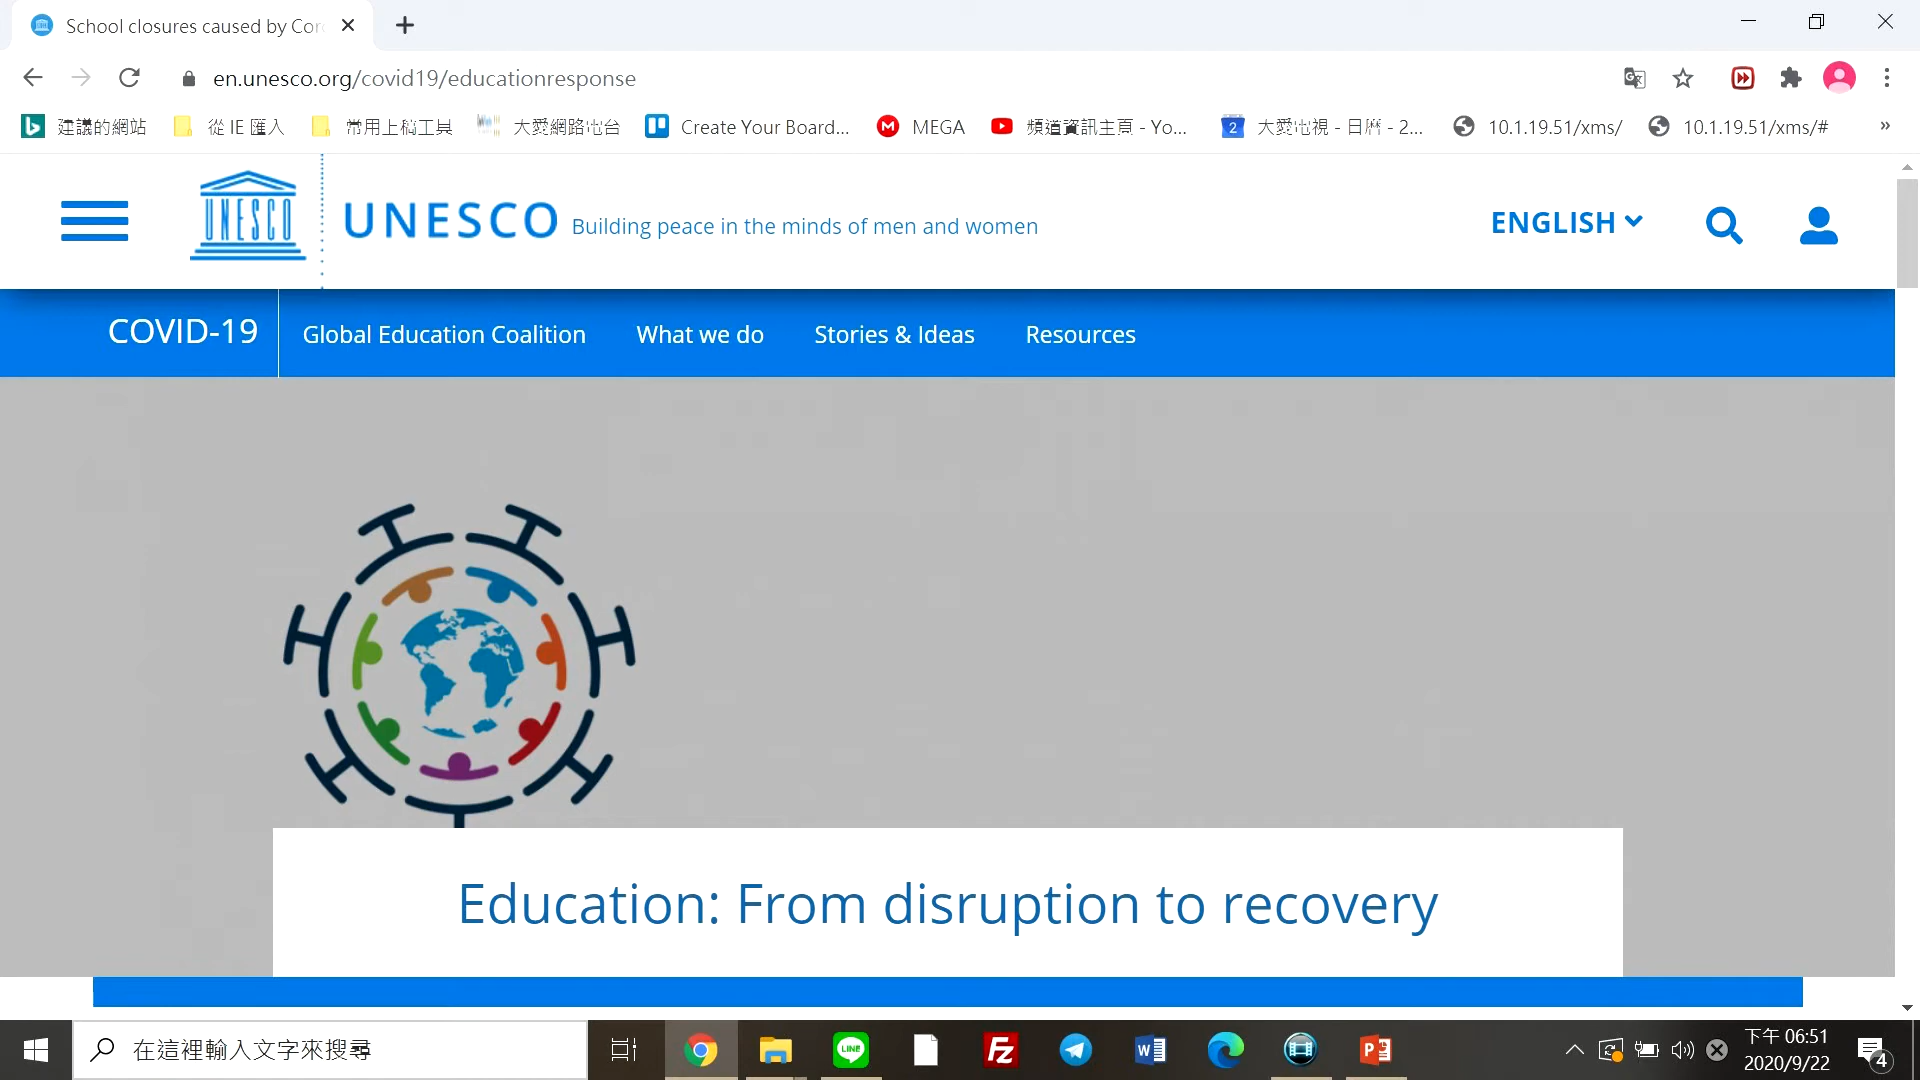 School closures caused by Cor
en.unesco.org/covid19/educationresponse
建議的網站 從 IE 匯入 常用上稿工具 大愛網路電台 Create Your Board... MEGA 頻道資訊主頁 - Yo... 2 大愛電視 - 日曆 - 2... 10.1.19.51/xms/ 10.1.19.51/xms/# »
UNESCO UNESCO Building peace in the minds of men and women ENGLISH
COVID-19 Global Education Coalition What we do Stories & Ideas Resources
Education: From disruption to recovery
在這裡輸入文字來搜尋 LINE 下午 06:51
2020/9/22 4